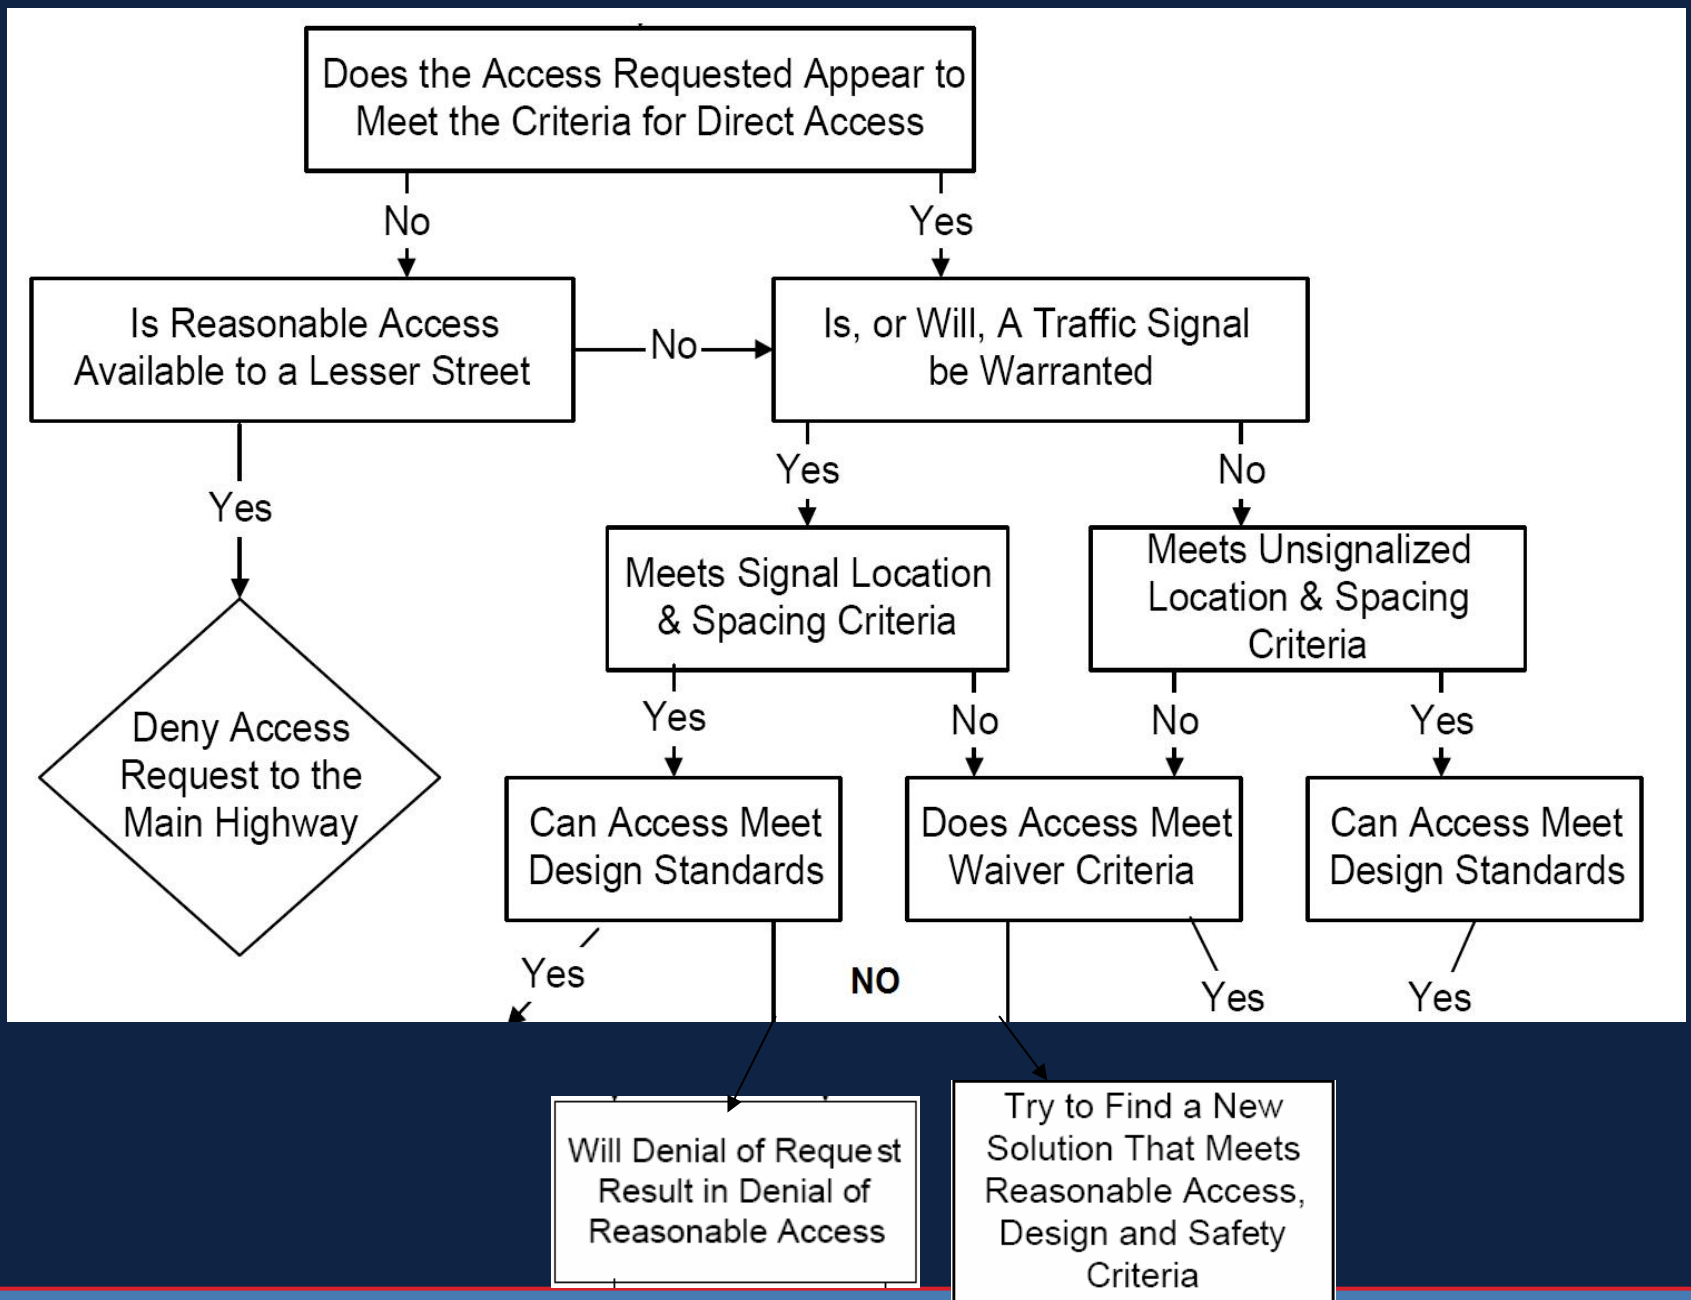 Does the Access Requested Appear to
Meet the Criteria for Direct Access
No
Yes
Is Reasonable Access
Available to a Lesser Street
No
Is, or Will, A Traffic Signal
be Warranted
Yes
Yes
No
Meets Signal Location
& Spacing Criteria
Meets Unsignalized
Location & Spacing
Criteria
Deny Access
Request to the
Main Highway
Yes
No
No
Yes
Can Access Meet
Design Standards
Does Access Meet
Waiver Criteria
Can Access Meet
Design Standards
Yes
NO
Yes
Yes
Will Denial of Request
Result in Denial of
Reasonable Access
Try to Find a New
Solution That Meets
Reasonable Access,
Design and Safety
Criteria